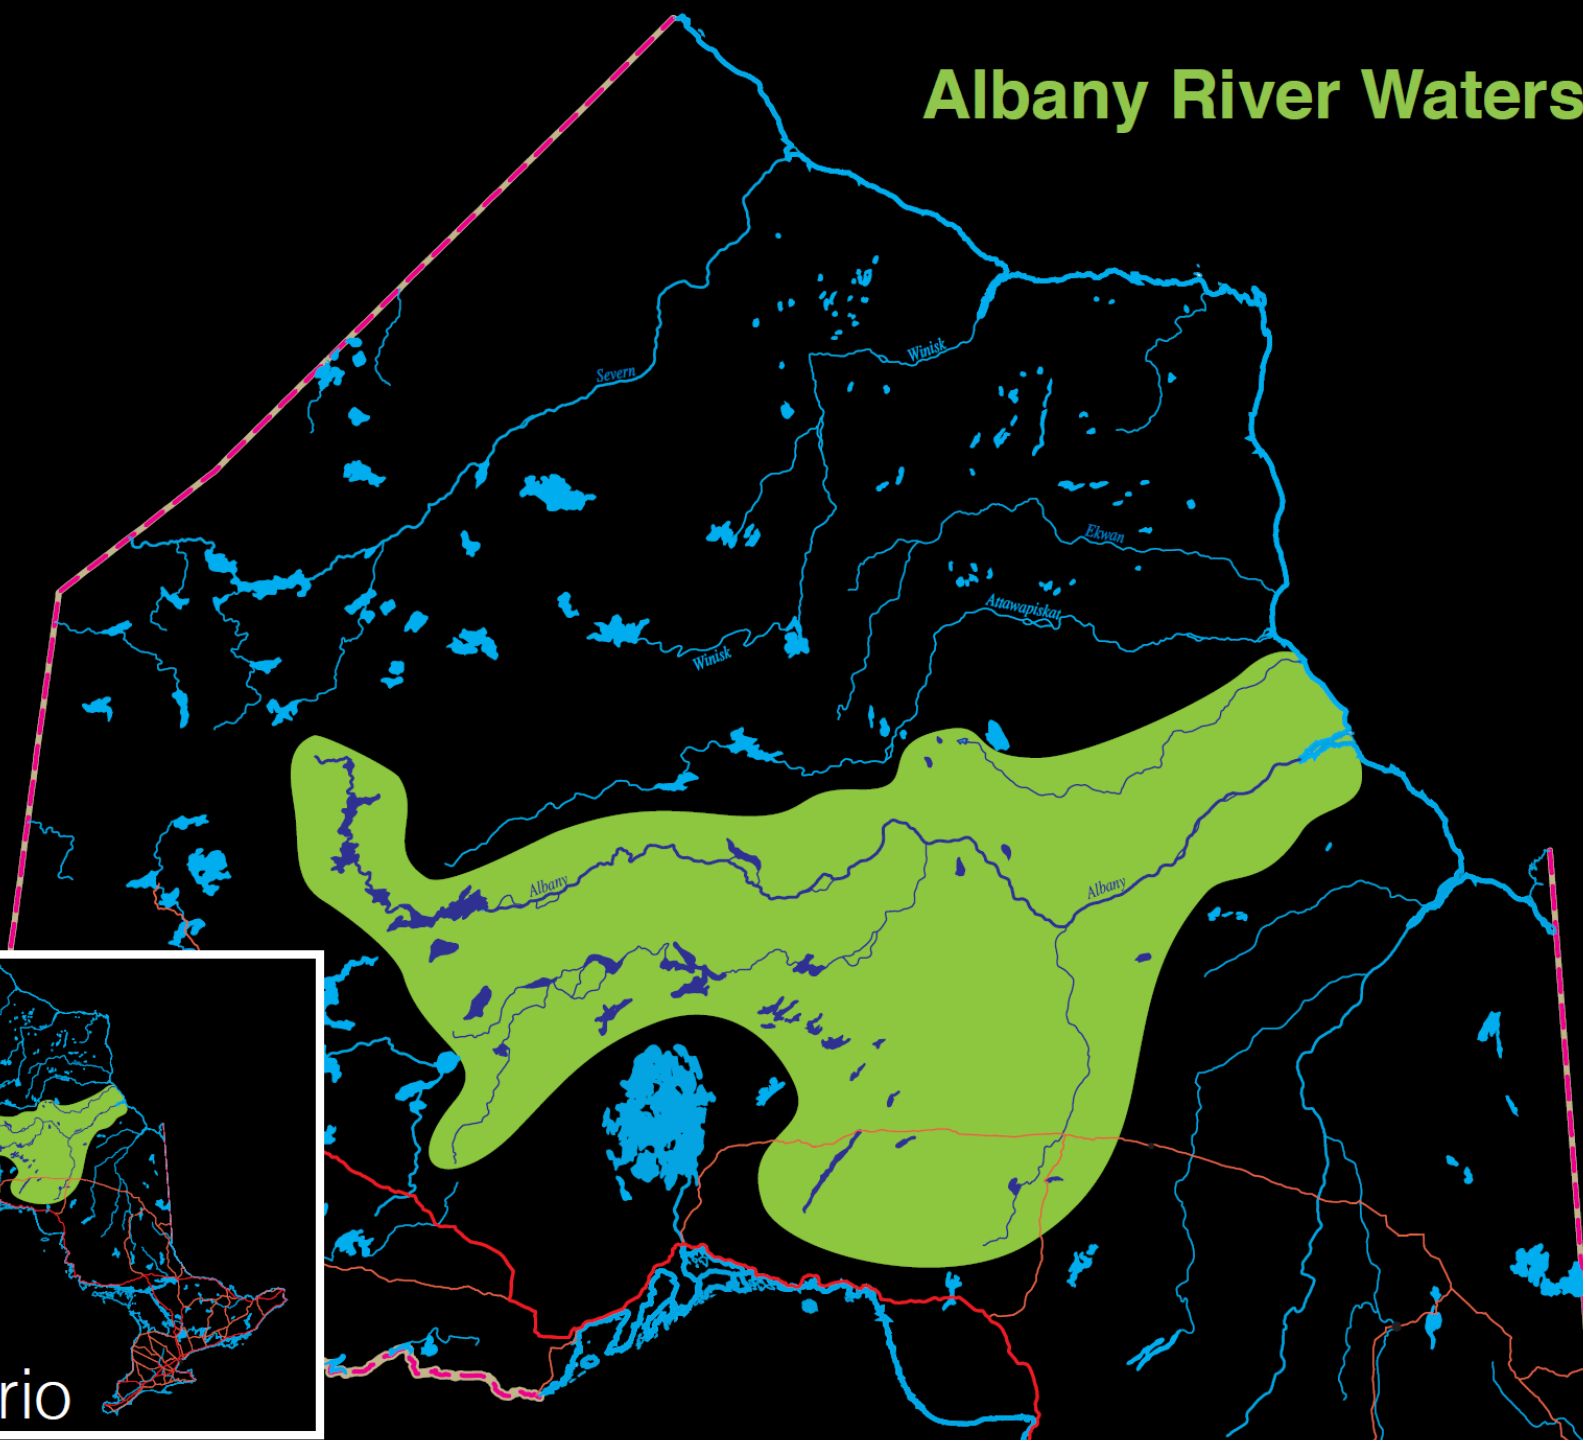 Albany River Waters
Winisk
Severn
Ekwan
Attawapiskat
Winisk
Albany
Albany
rio